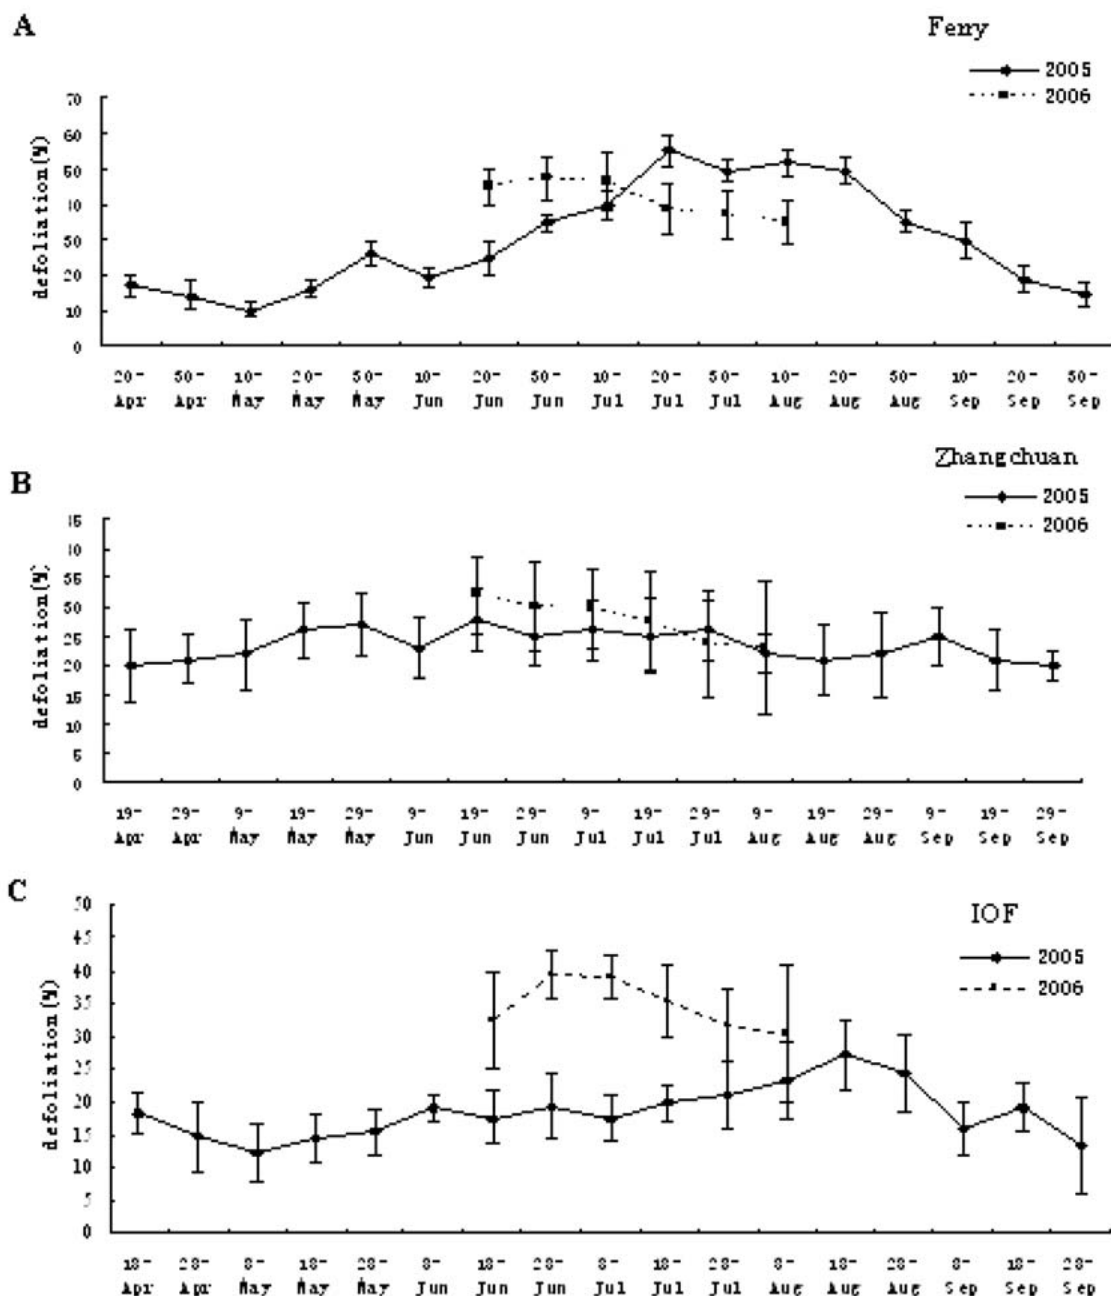 A
Ferry
2005
2006
defoliation(%)
70
60
50
40
30
20
10
0
20-Apr 30-Apr 10-May 20-May 30-May 10-Jun 20-Jun 30-Jun 10-Jul 20-Jul 30-Jul 10-Aug 20-Aug 30-Aug 10-Sep 20-Sep 30-Sep
B
Zhangchuan
2005
2006
defoliation(%)
45
40
35
30
25
20
15
10
5
0
19-Apr 29-Apr 9-May 19-May 29-May 9-Jun 19-Jun 29-Jun 9-Jul 19-Jul 29-Jul 9-Aug 19-Aug 29-Aug 9-Sep 19-Sep 29-Sep
C
IOF
2005
2006
defoliation(%)
50
45
40
35
30
25
20
15
10
5
0
18-Apr 28-Apr 8-May 18-May 28-May 8-Jun 18-Jun 28-Jun 8-Jul 18-Jul 28-Jul 8-Aug 18-Aug 28-Aug 8-Sep 18-Sep 28-Sep